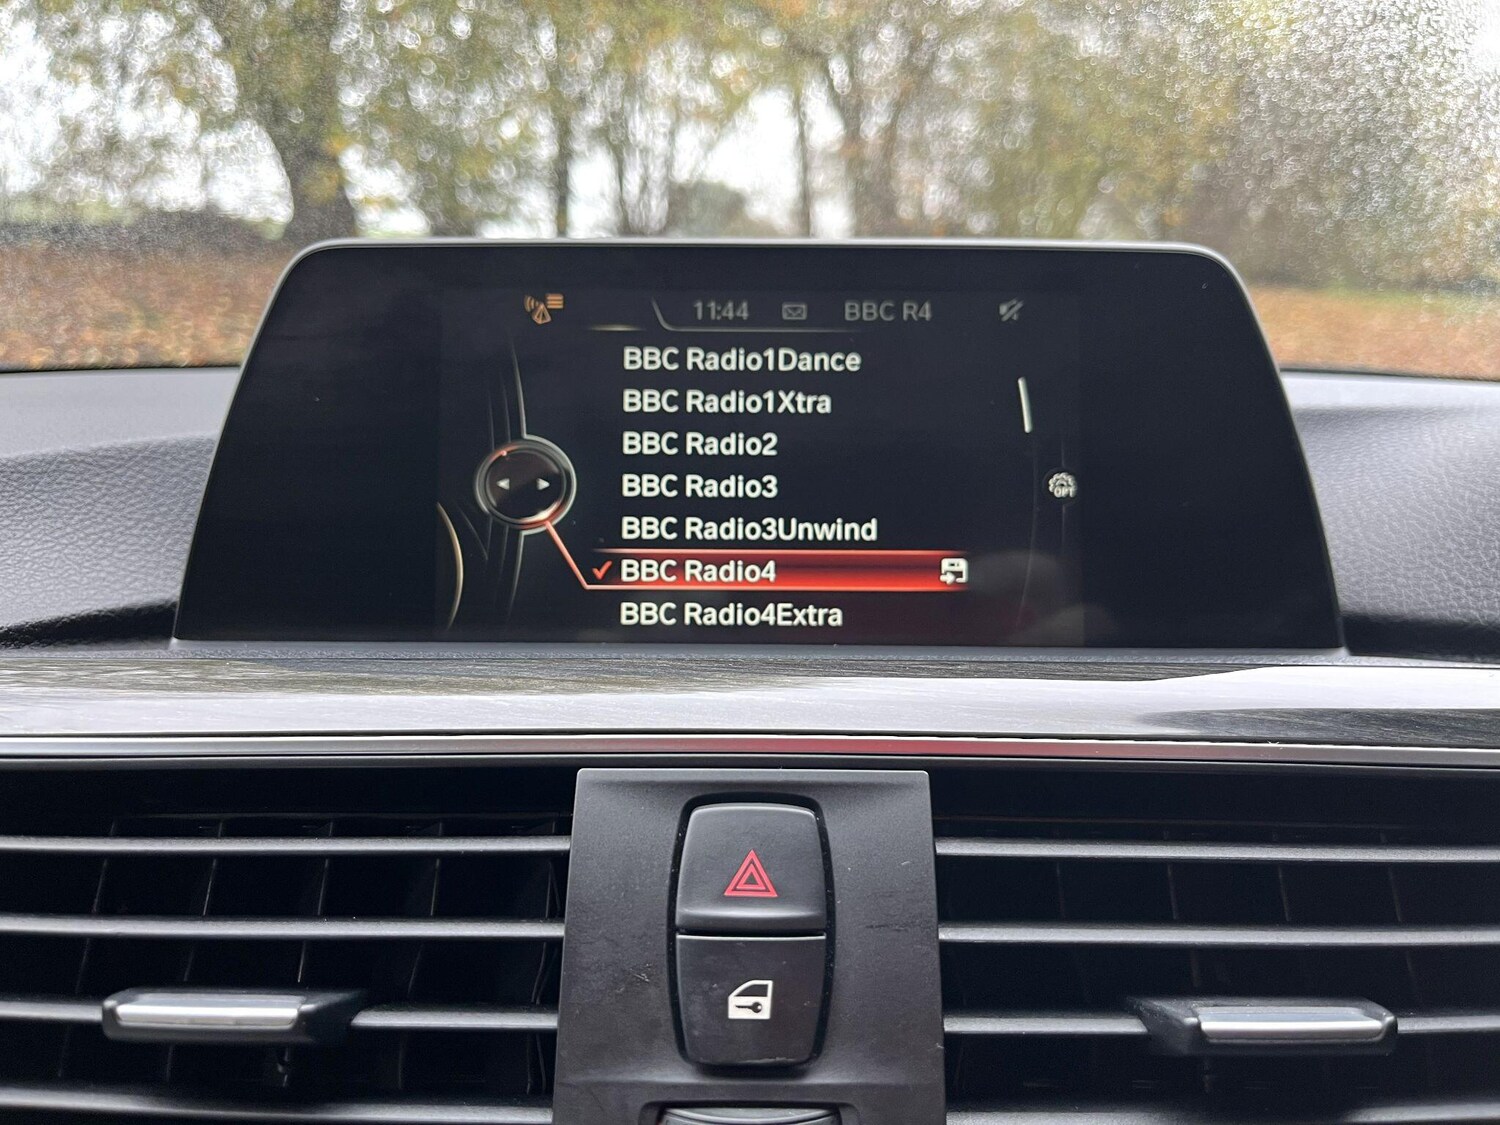 11:44 BBC R4
BBC Radio1Dance
BBC Radio1Xtra
BBC Radio2
BBC Radio3
BBC Radio3Unwind
BBC Radio4
BBC Radio4Extra
OPT